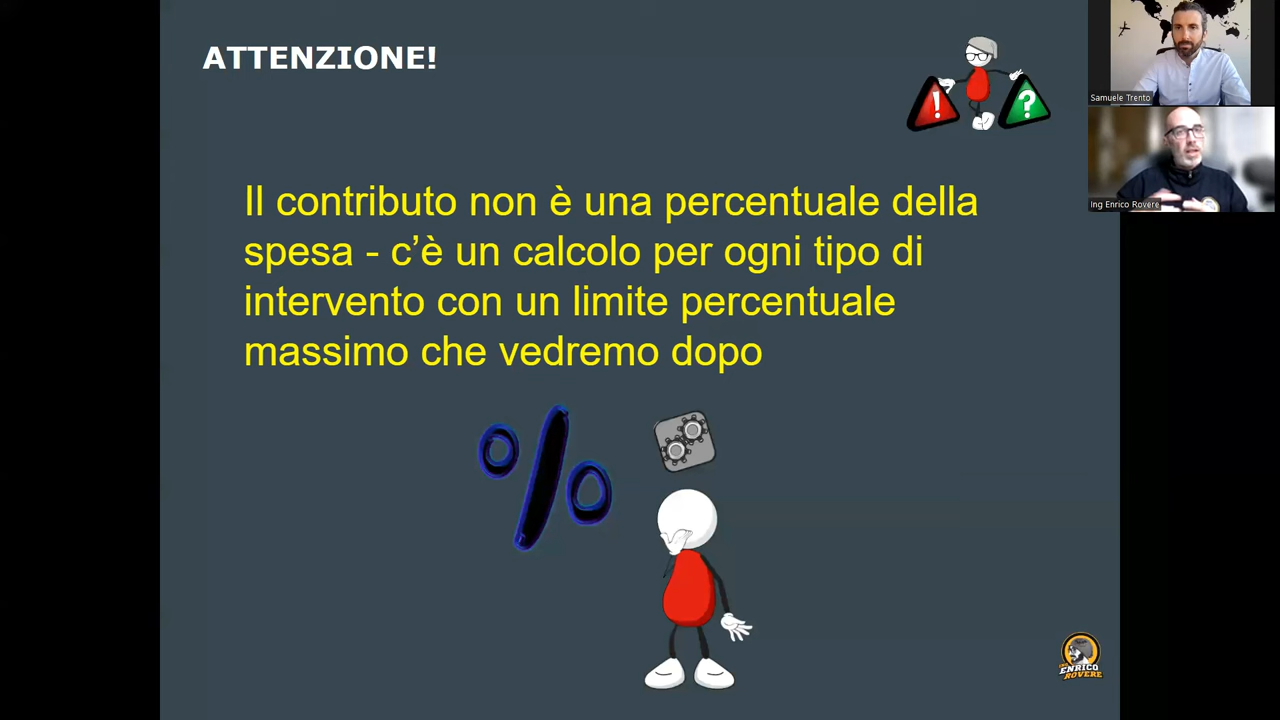 ATTENZIONE!
!
?
Samuele Trento
Ing Enrico Rovere
Il contributo non è una percentuale della
spesa - c’è un calcolo per ogni tipo di
intervento con un limite percentuale
massimo che vedremo dopo
%
ENRICO
ROVERE